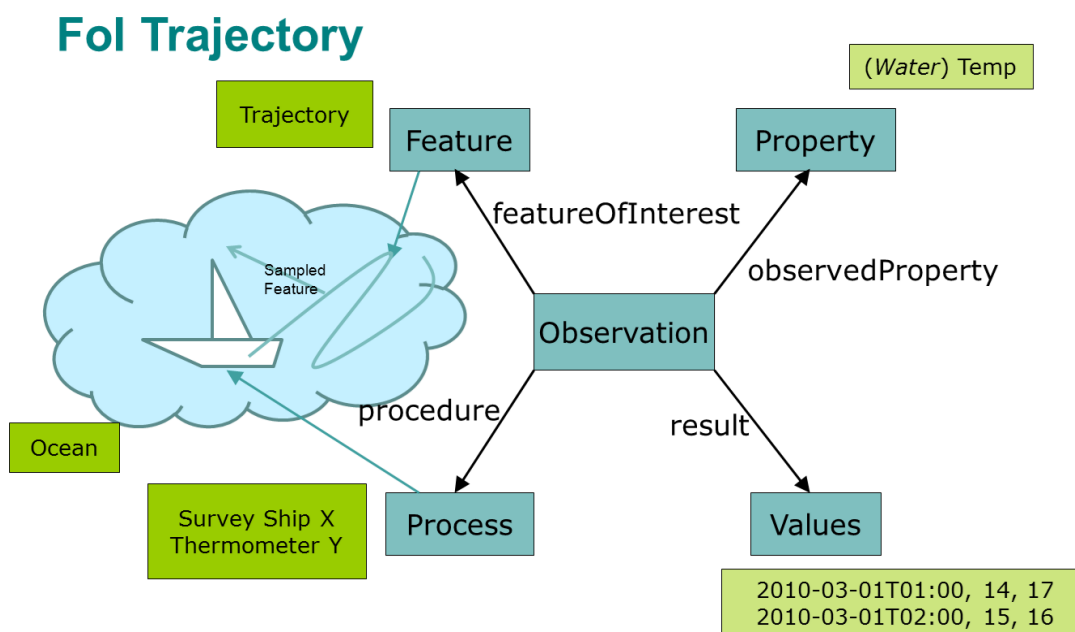 FoI Trajectory
(Water) Temp
Trajectory
Feature
Property
featureOfInterest
Sampled
Feature
observedProperty
Observation
procedure
result
Ocean
Survey Ship X
Thermometer Y
Process
Values
2010-03-01T01:00, 14, 17
2010-03-01T02:00, 15, 16